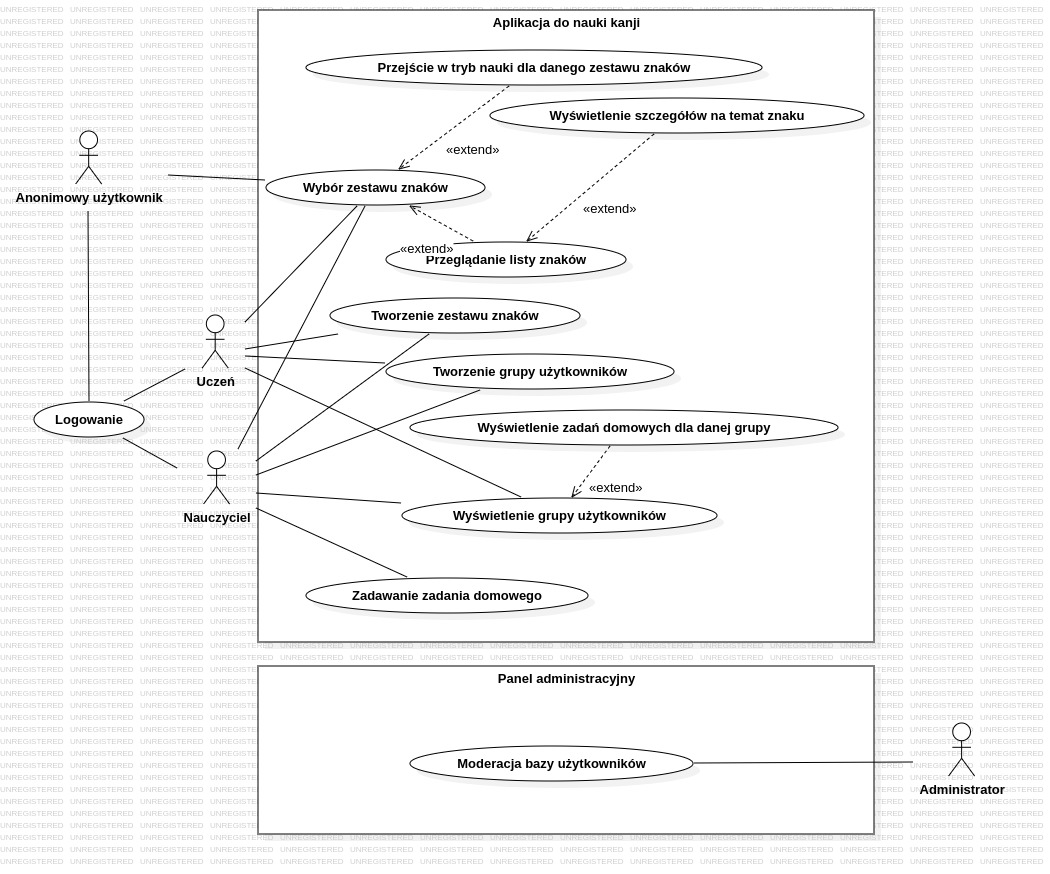 Aplikacja do nauki kanji
Przejście w tryb nauki dla danego zestawu znaków
Wyświetlenie szczegółów na temat znaku
«extend»
Anonimowy użytkownik
Wybór zestawu znaków
«extend»
«extend»
Przeglądanie listy znaków
Tworzenie zestawu znaków
Uczeń
Tworzenie grupy użytkowników
Logowanie
Wyświetlenie zadań domowych dla danej grupy
«extend»
Nauczyciel
Wyświetlenie grupy użytkowników
Zadawanie zadania domowego
Panel administracyjny
Moderacja bazy użytkowników
Administrator
UNREGISTERED